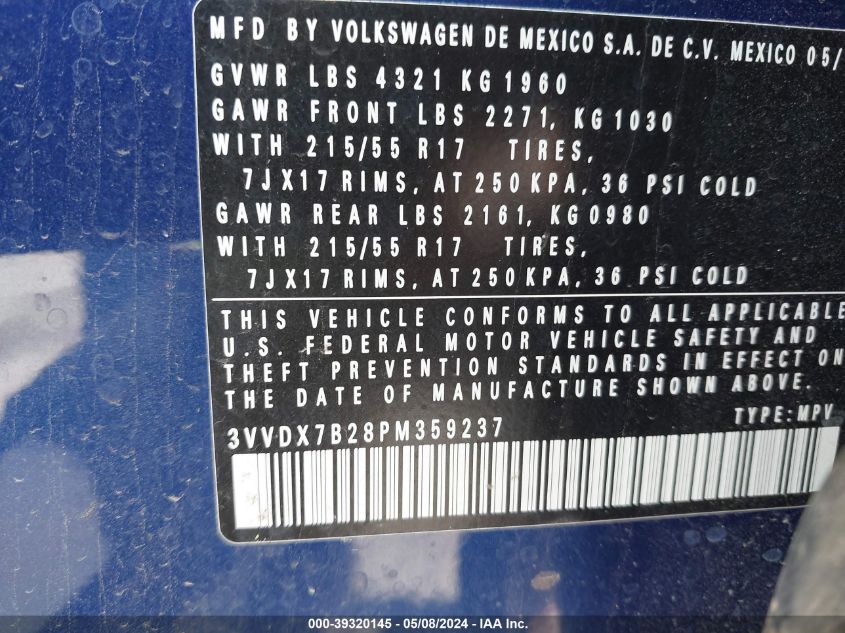 MFD BY VOLKSWAGEN DE MEXICO S.A. DE C.V. MEXICO 05/
GVWR LBS 4321 KG 1960
GAWR FRONT LBS 2271, KG 1030
WITH 215/55 R17 TIRES,
7JX17 RIMS, AT 250 KPA, 36 PSI COLD
GAWR REAR LBS 2161, KG 0980
WITH 215/55 R17 TIRES,
7JX17 RIMS, AT 250 KPA, 36 PSI COLD
THIS VEHICLE CONFORMS TO ALL APPLICABLE
U.S. FEDERAL MOTOR VEHICLE SAFETY AND
THEFT PREVENTION STANDARDS IN EFFECT ON
THE DATE OF MANUFACTURE SHOWN ABOVE.
3VVDX7B28PM359237 TYPE: MPV
000-39320145 - 05/08/2024 - IAA Inc.